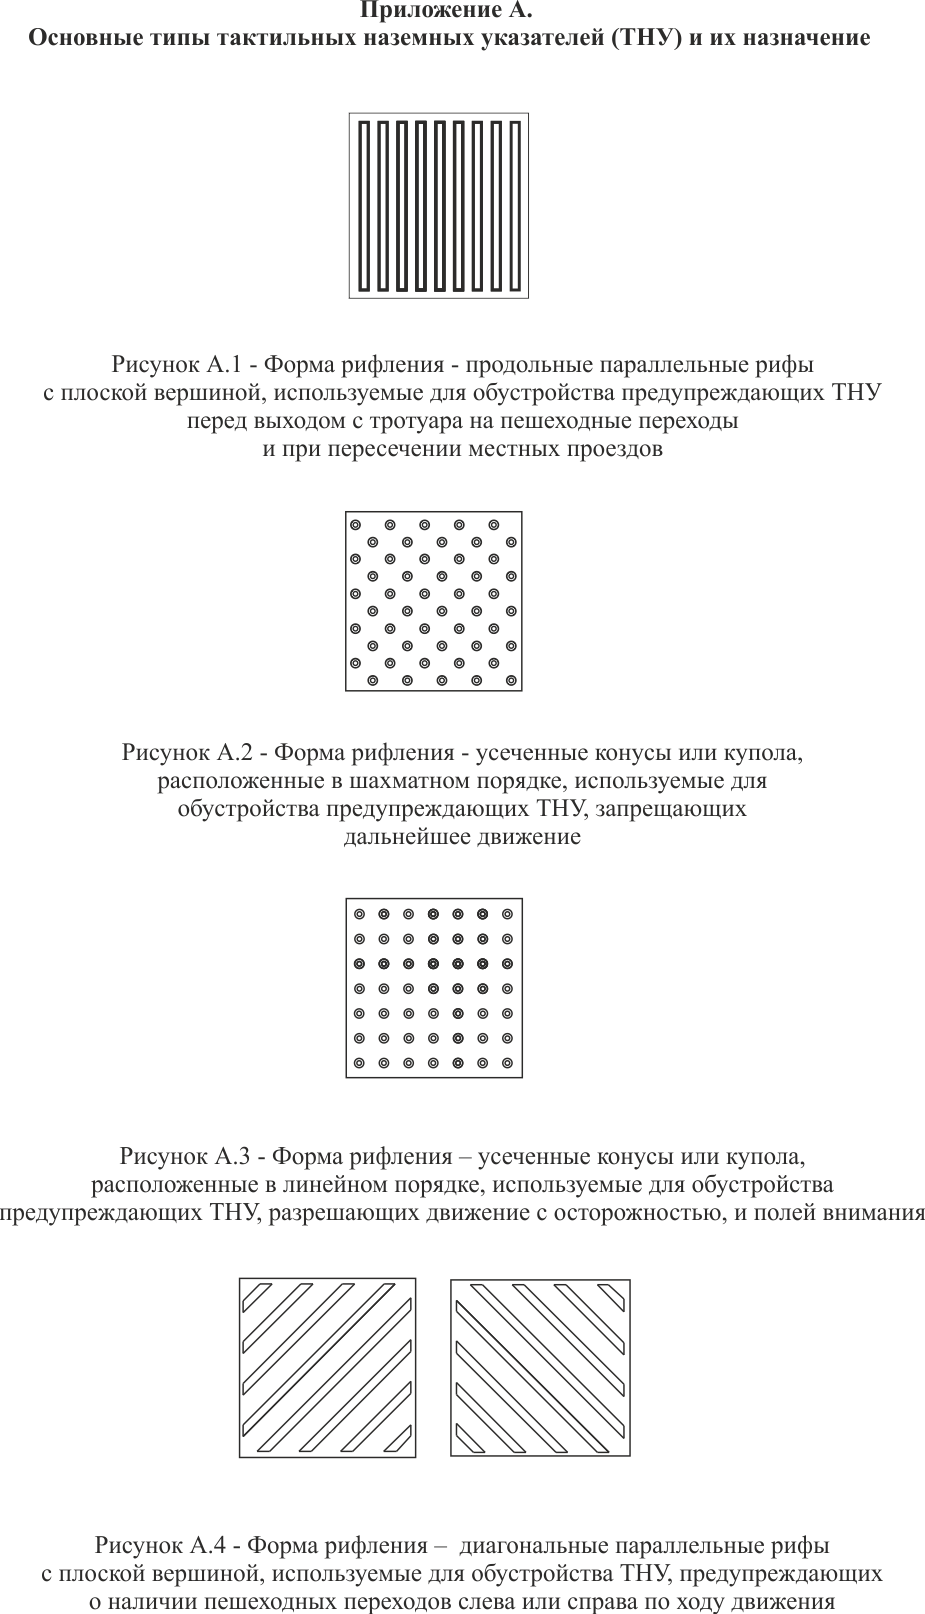 Приложение А.
Основные типы тактильных наземных указателей (ТНУ) и их назначение
Рисунок А.1 - Форма рифления - продольные параллельные рифы
с плоской вершиной, используемые для обустройства предупреждающих ТНУ
перед выходом с тротуара на пешеходные переходы
и при пересечении местных проездов
Рисунок А.2 - Форма рифления - усеченные конусы или купола,
расположенные в шахматном порядке, используемые для
обустройства предупреждающих ТНУ, запрещающих
дальнейшее движение
Рисунок А.3 - Форма рифления – усеченные конусы или купола,
расположенные в линейном порядке, используемые для обустройства
предупреждающих ТНУ, разрешающих движение с осторожностью, и полей внимания
Рисунок А.4 - Форма рифления – диагональные параллельные рифы
с плоской вершиной, используемые для обустройства ТНУ, предупреждающих
о наличии пешеходных переходов слева или справа по ходу движения